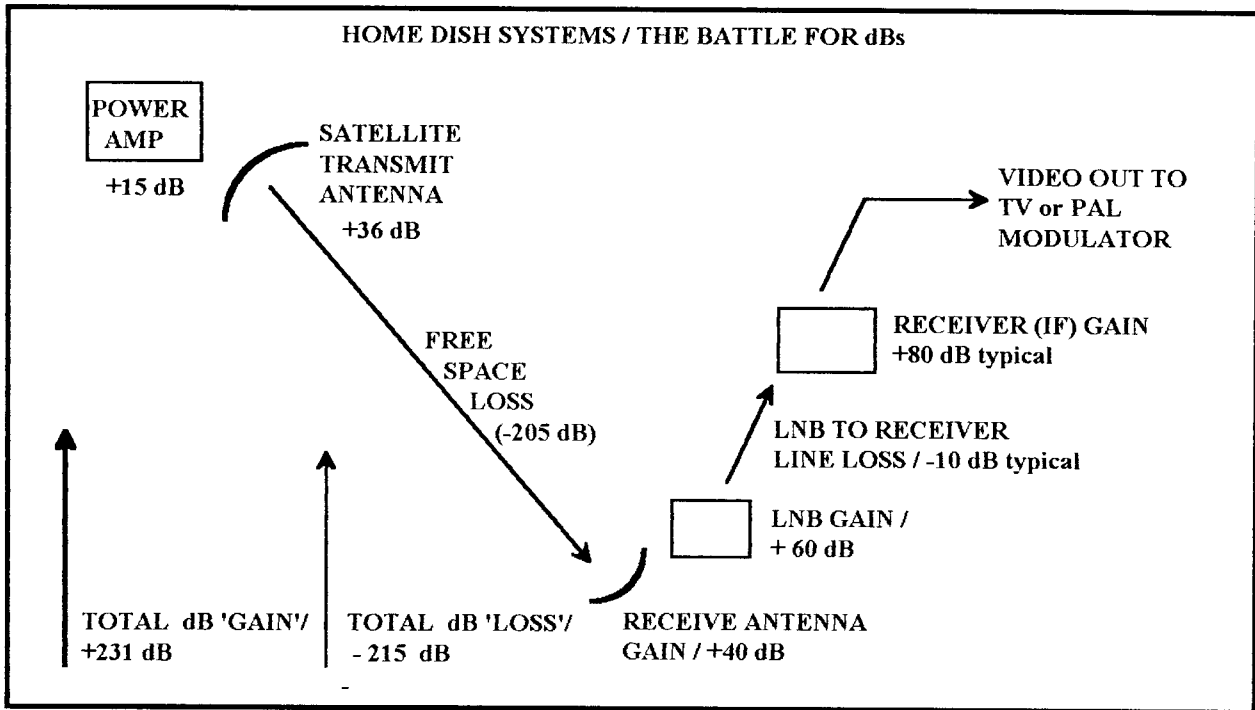 HOME DISH SYSTEMS / THE BATTLE FOR dBs
POWER
AMP
+15 dB
SATELLITE
TRANSMIT
ANTENNA
+36 dB
FREE
SPACE
LOSS
(-205 dB)
VIDEO OUT TO
TV or PAL
MODULATOR
RECEIVER (IF) GAIN
+80 dB typical
LNB TO RECEIVER
LINE LOSS / -10 dB typical
LNB GAIN /
+ 60 dB
TOTAL dB 'GAIN'/
+231 dB
TOTAL dB 'LOSS'/
- 215 dB
RECEIVE ANTENNA
GAIN / +40 dB